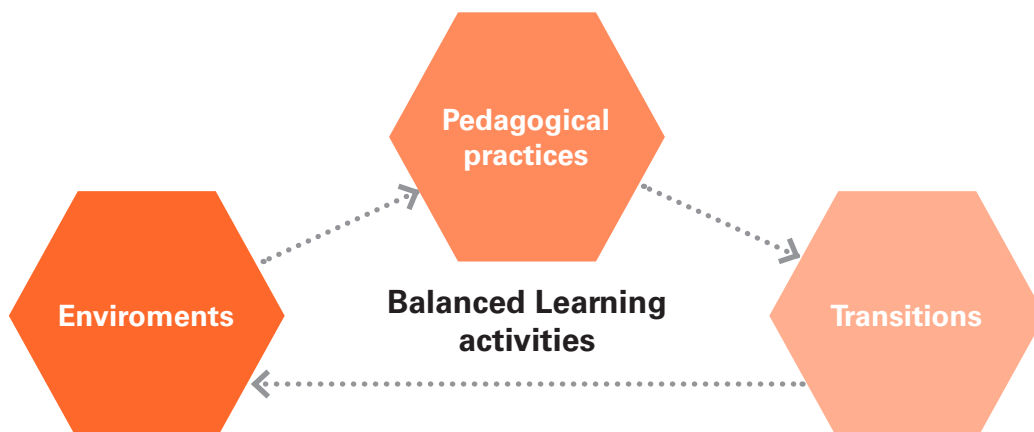 Pedagogical
practices
Enviroments
Balanced Learning
activities
Transitions